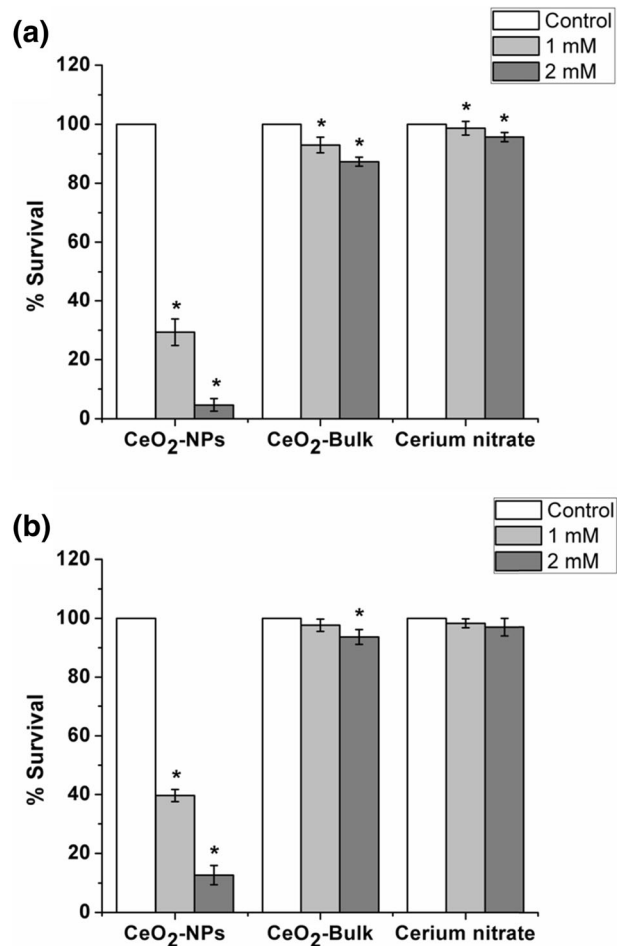 (a)
Control
1 mM
2 mM
120
100
80
60
40
20
0
% Survival
* * * * * *
CeO₂-NPs CeO₂-Bulk Cerium nitrate
(b)
Control
1 mM
2 mM
120
100
80
60
40
20
0
% Survival
* * *
CeO₂-NPs CeO₂-Bulk Cerium nitrate